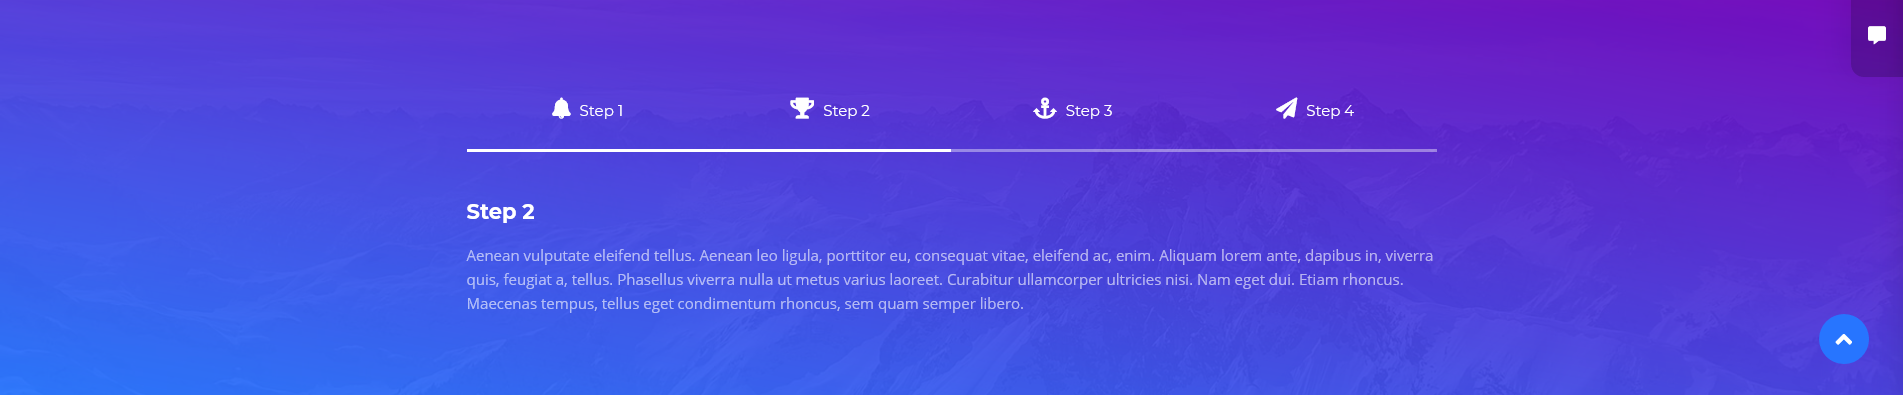 Step 1 Step 2 Step 3 Step 4
Step 2
Aenean vulputate eleifend tellus. Aenean leo ligula, porttitor eu, consequat vitae, eleifend ac, enim. Aliquam lorem ante, dapibus in, viverra
quis, feugiat a, tellus. Phasellus viverra nulla ut metus varius laoreet. Curabitur ullamcorper ultricies nisi. Nam eget dui. Etiam rhoncus.
Maecenas tempus, tellus eget condimentum rhoncus, sem quam semper libero.